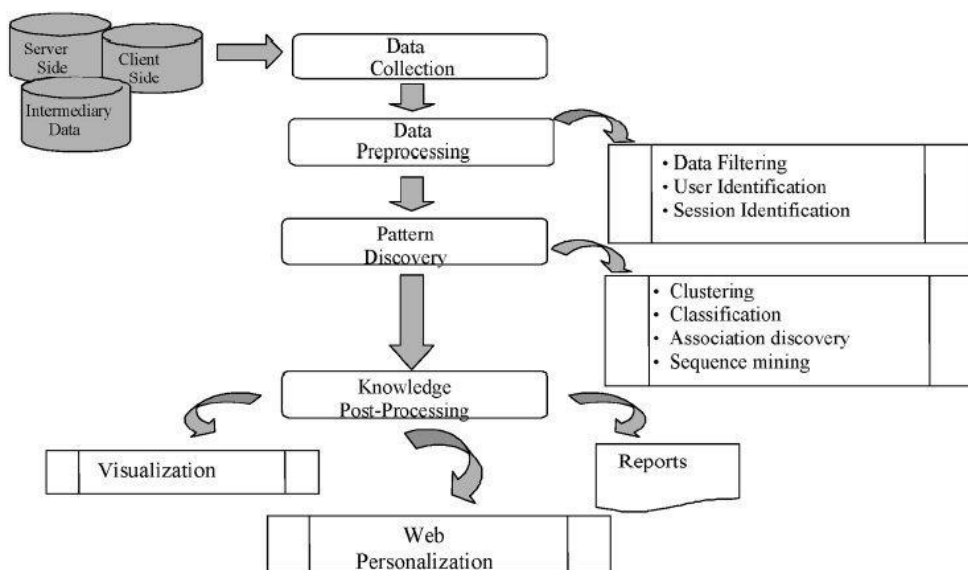 Server
Side
Client
Side
Intermediary
Data
Data
Collection
Data
Preprocessing
• Data Filtering
• User Identification
• Session Identification
Pattern
Discovery
• Clustering
• Classification
• Association discovery
• Sequence mining
Knowledge
Post-Processing
Visualization
Reports
Web
Personalization